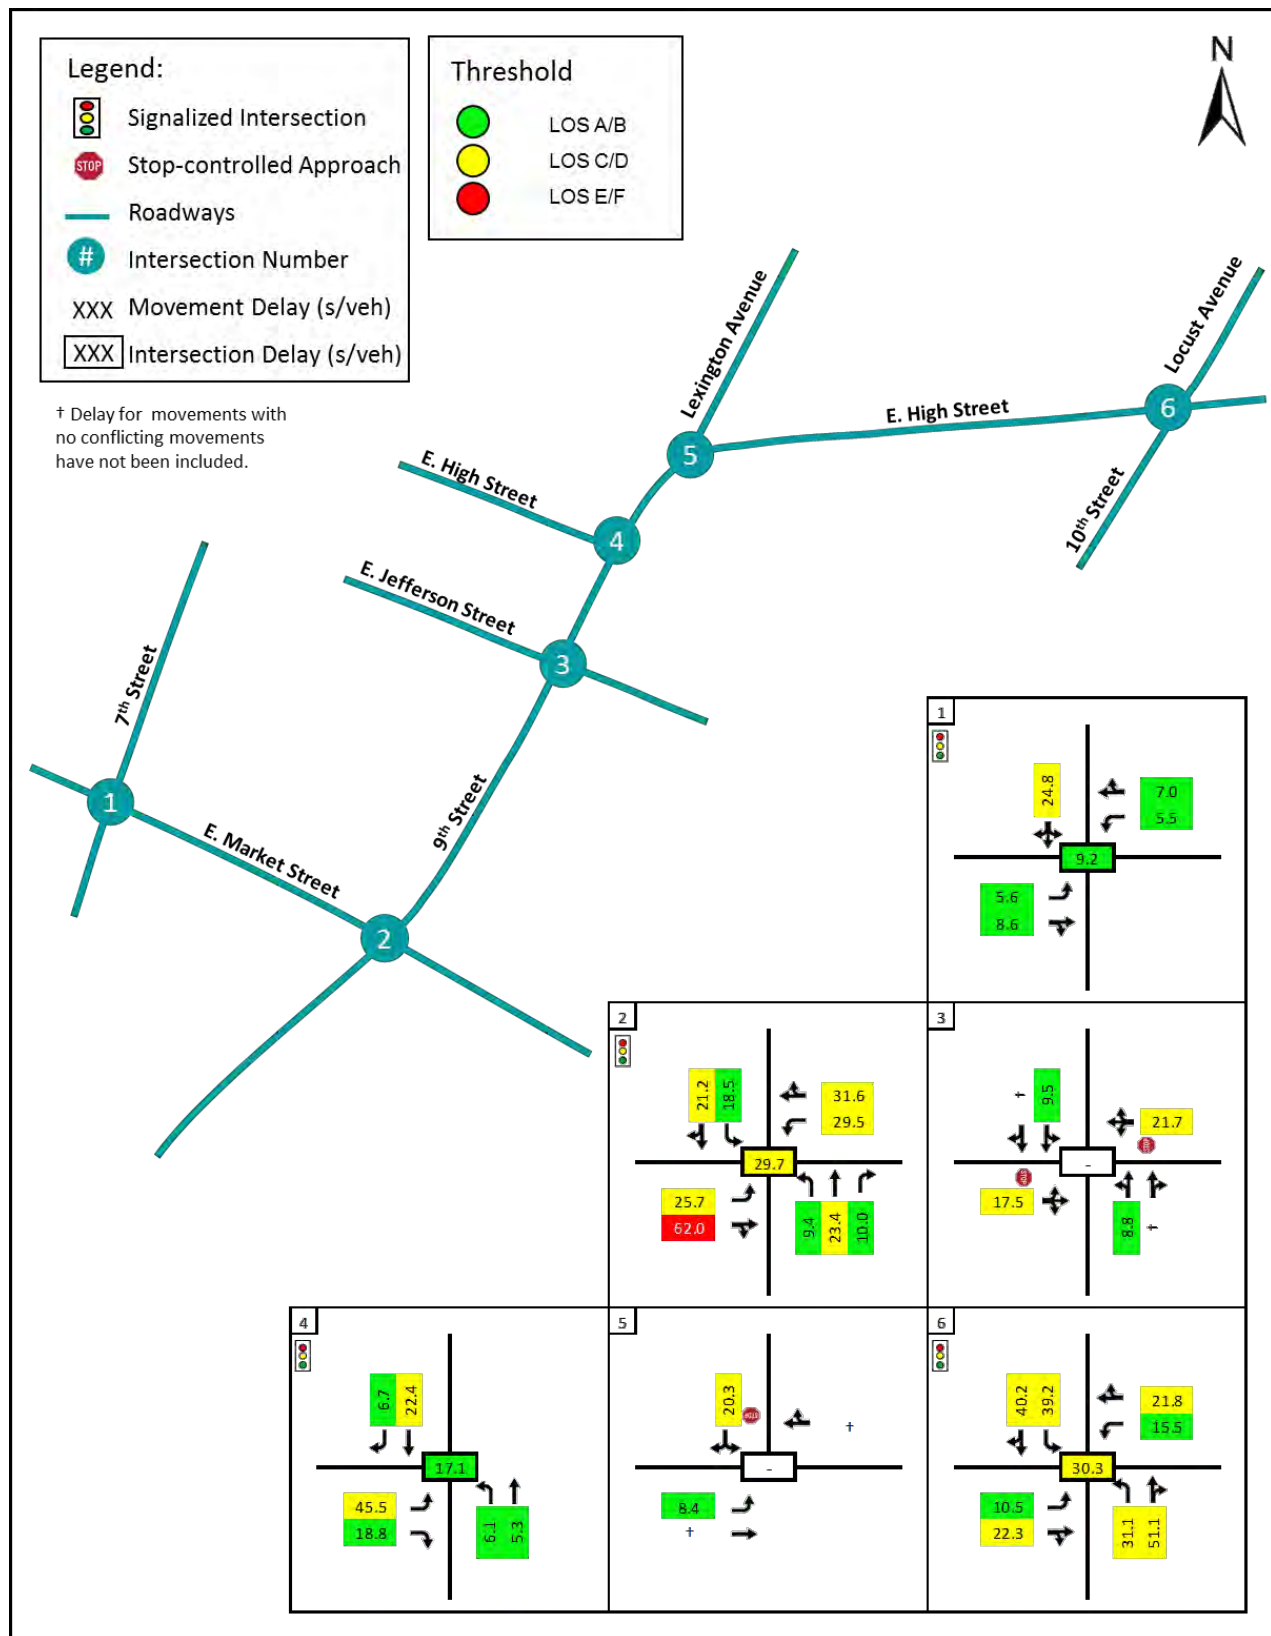 Legend:
Signalized Intersection
STOP Stop-controlled Approach
Roadways
# Intersection Number
XXX Movement Delay (s/veh)
XXX Intersection Delay (s/veh)
† Delay for movements with
no conflicting movements
have not been included.
Threshold
LOS A/B
LOS C/D
LOS E/F
N
Lexington Avenue
Locust Avenue
E. High Street
6
5
E. High Street
10th Street
4
E. Jefferson Street
3
7th Street
1
9th Street
E. Market Street
2
1
24.8
7.0
5.5
9.2
5.6
8.6
2
21.2
18.5
31.6
29.5
29.7
25.7
62.0
9.4
23.4
10.0
3
†
9.5
21.7
STOP
-
STOP
17.5
8.8
†
4
6.7
22.4
17.1
45.5
18.8
6.1
5.3
5
20.3
STOP
†
-
8.4
†
6
40.2
39.2
21.8
15.5
30.3
10.5
22.3
31.1
51.1